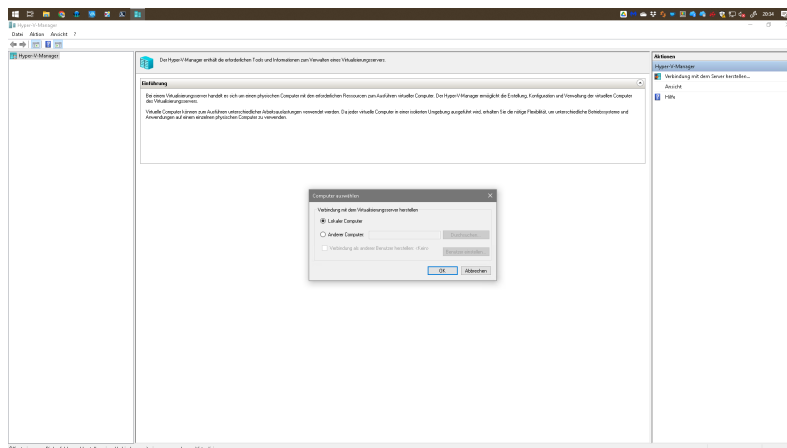 20:34
Hyper-V-Manager
Datei Aktion Ansicht ?
Hyper-V-Manager
Der Hyper-V-Manager enthält die erforderlichen Tools und Informationen zum Verwalten eines Virtualisierungsservers.
Einführung
Bei einem Virtualisierungsserver handelt es sich um einen physischen Computer mit den erforderlichen Ressourcen zum Ausführen virtueller Computer. Der Hyper-V-Manager ermöglicht die Erstellung, Konfiguration und Verwaltung der virtuellen Computer
des Virtualisierungsservers.
Virtuelle Computer können zum Ausführen unterschiedlicher Arbeitsauslastungen verwendet werden. Da jeder virtuelle Computer in einer isolierten Umgebung ausgeführt wird, erhalten Sie die nötige Flexibilität, um unterschiedliche Betriebssysteme und
Anwendungen auf einem einzelnen physischen Computer zu verwenden.
Aktionen
Hyper-V-Manager
Verbindung mit dem Server herstellen...
Ansicht
Hilfe
Computer auswählen
Verbindung mit dem Virtualisierungsserver herstellen
Lokaler Computer
Anderer Computer:
Durchsuchen...
Verbindung als anderer Benutzer herstellen:
OK
Abbrechen